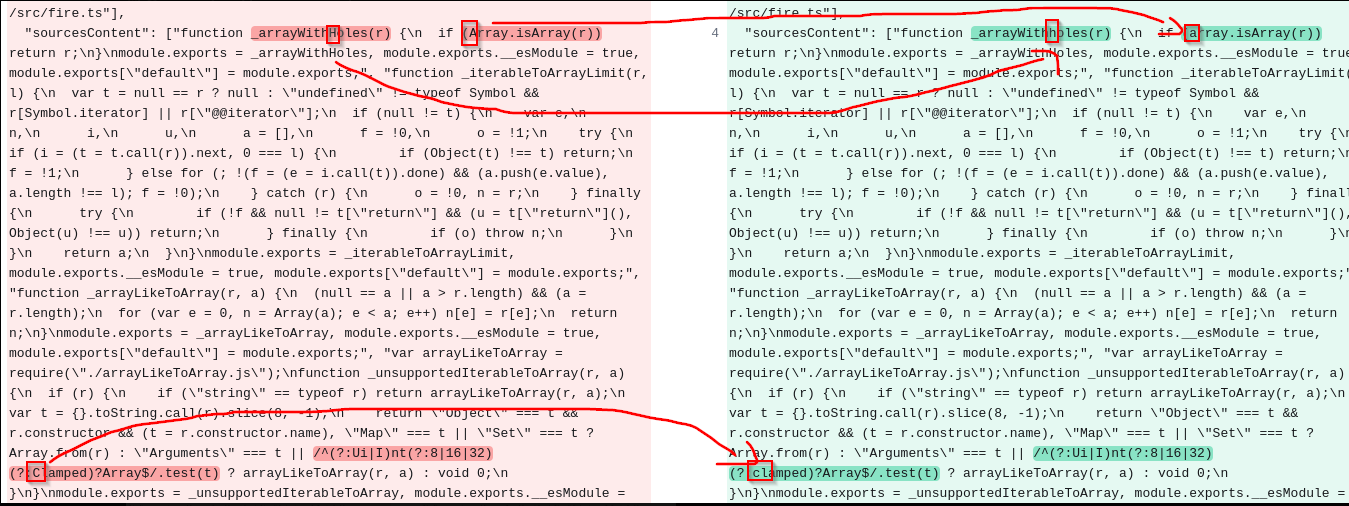 /src/fire.ts"],
"sourcesContent": ["function _arrayWithHoles(r) {\n  if (Array.isArray(r))
return r;\n}\nmodule.exports = _arrayWithHoles, module.exports.__esModule = true,
module.exports[\"default\"] = module.exports;", "function _iterableToArrayLimit(r,
l) {\n  var t = null == r ? null : \"undefined\" != typeof Symbol &&
r[Symbol.iterator] || r[\"@@iterator\"];\n  if (null != t) {\n    var e,\n
n,\n      i,\n      u,\n      a = [],\n      f = !0,\n      o = !1;\n    try {\n
if (i = (t = t.call(r)).next, 0 === l) {\n        if (Object(t) !== t) return;\n
f = !1;\n      } else for (; !(f = (e = i.call(t)).done) && (a.push(e.value),
a.length !== l); f = !0);\n    } catch (r) {\n      o = !0, n = r;\n    } finally
{\n      try {\n        if (!f && null != t[\"return\"] && (u = t[\"return\"](),
Object(u) !== u)) return;\n      } finally {\n        if (o) throw n;\n      }\n
}\n    return a;\n  }\n}\nmodule.exports = _iterableToArrayLimit,
module.exports.__esModule = true, module.exports[\"default\"] = module.exports;",
"function _arrayLikeToArray(r, a) {\n  (null == a || a > r.length) && (a =
r.length);\n  for (var e = 0, n = Array(a); e < a; e++) n[e] = r[e];\n  return
n;\n}\nmodule.exports = _arrayLikeToArray, module.exports.__esModule = true,
module.exports[\"default\"] = module.exports;", "var arrayLikeToArray =
require(\"./arrayLikeToArray.js\");\nfunction _unsupportedIterableToArray(r, a)
{\n  if (r) {\n    if (\"string\" == typeof r) return arrayLikeToArray(r, a);\n
var t = {}.toString.call(r).slice(8, -1);\n    return \"Object\" === t &&
r.constructor && (t = r.constructor.name), \"Map\" === t || \"Set\" === t ?
Array.from(r) : \"Arguments\" === t || /^(?:Ui|I)nt(?:8|16|32)
(?:Clamped)?Array$/.test(t) ? arrayLikeToArray(r, a) : void 0;\n
}\n}\nmodule.exports = _unsupportedIterableToArray, module.exports.__esModule =
/src/fire.ts"],
4 "sourcesContent": ["function _arrayWithholes(r) {\n  if (array.isArray(r))
return r;\n}\nmodule.exports = _arrayWithHoles, module.exports.__esModule = true
module.exports[\"default\"] = module.exports;", "function _iterableToArrayLimit(
l) {\n  var t = null == r ? null : \"undefined\" != typeof Symbol &&
r[Symbol.iterator] || r[\"@@iterator\"];\n  if (null != t) {\n    var e,\n
n,\n      i,\n      u,\n      a = [],\n      f = !0,\n      o = !1;\n    try {\n
if (i = (t = t.call(r)).next, 0 === l) {\n        if (Object(t) !== t) return;\n
f = !1;\n      } else for (; !(f = (e = i.call(t)).done) && (a.push(e.value),
a.length !== l); f = !0);\n    } catch (r) {\n      o = !0, n = r;\n    } finall
{\n      try {\n        if (!f && null != t[\"return\"] && (u = t[\"return\"](),
Object(u) !== u)) return;\n      } finally {\n        if (o) throw n;\n      }\n
}\n    return a;\n  }\n}\nmodule.exports = _iterableToArrayLimit,
module.exports.__esModule = true, module.exports[\"default\"] = module.exports;"
"function _arrayLikeToArray(r, a) {\n  (null == a || a > r.length) && (a =
r.length);\n  for (var e = 0, n = Array(a); e < a; e++) n[e] = r[e];\n  return
n;\n}\nmodule.exports = _arrayLikeToArray, module.exports.__esModule = true,
module.exports[\"default\"] = module.exports;", "var arrayLikeToArray =
require(\"./arrayLikeToArray.js\");\nfunction _unsupportedIterableToArray(r, a)
{\n  if (r) {\n    if (\"string\" == typeof r) return arrayLikeToArray(r, a);\n
var t = {}.toString.call(r).slice(8, -1);\n    return \"Object\" === t &&
r.constructor && (t = r.constructor.name), \"Map\" === t || \"Set\" === t ?
Array.from(r) : \"Arguments\" === t || /^(?:Ui|I)nt(?:8|16|32)
(?:clamped)?Array$/.test(t) ? arrayLikeToArray(r, a) : void 0;\n
}\n}\nmodule.exports = _unsupportedIterableToArray, module.exports.__esModule =